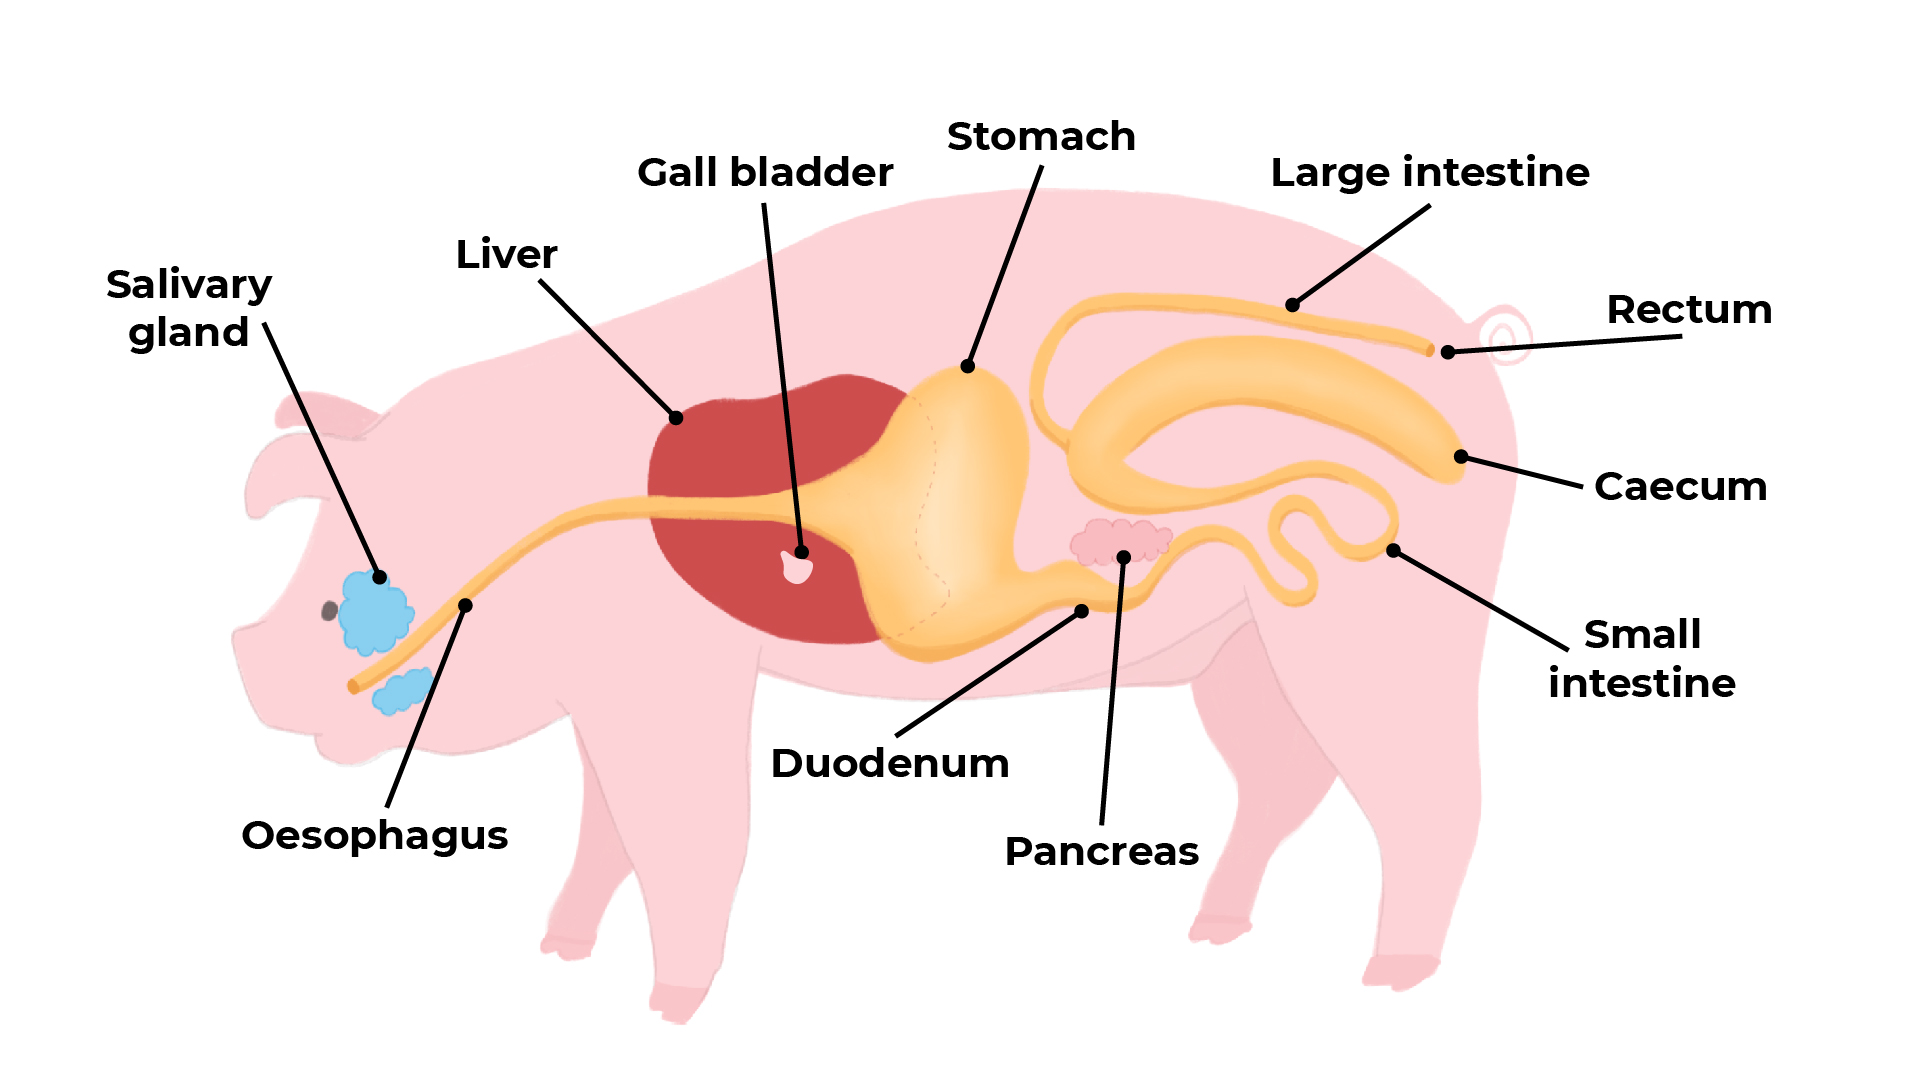 Stomach
Gall bladder
Large intestine
Liver
Salivary
gland
Rectum
Caecum
Small
intestine
Duodenum
Oesophagus
Pancreas